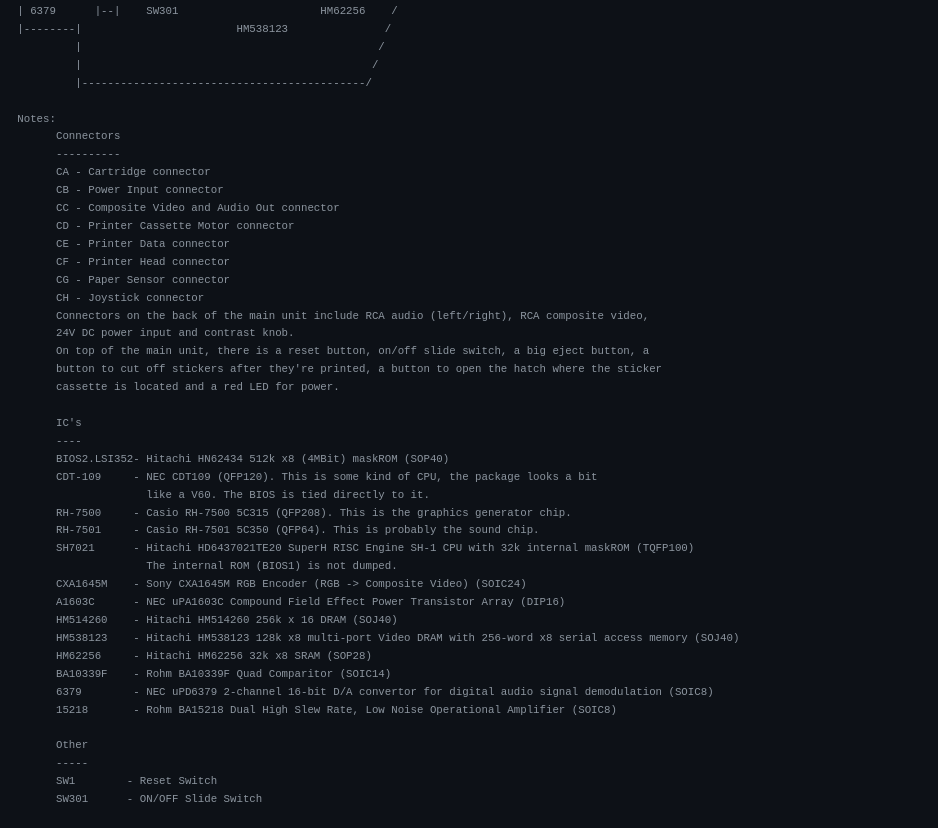 | 6379      |--|    SW301                      HM62256    /
|--------|                        HM538123               /
         |                                              /
         |                                             /
         |--------------------------------------------/
Notes:
      Connectors
      ----------
      CA - Cartridge connector
      CB - Power Input connector
      CC - Composite Video and Audio Out connector
      CD - Printer Cassette Motor connector
      CE - Printer Data connector
      CF - Printer Head connector
      CG - Paper Sensor connector
      CH - Joystick connector
      Connectors on the back of the main unit include RCA audio (left/right), RCA composite video,
      24V DC power input and contrast knob.
      On top of the main unit, there is a reset button, on/off slide switch, a big eject button, a
      button to cut off stickers after they're printed, a button to open the hatch where the sticker
      cassette is located and a red LED for power.
      IC's
      ----
      BIOS2.LSI352- Hitachi HN62434 512k x8 (4MBit) maskROM (SOP40)
      CDT-109     - NEC CDT109 (QFP120). This is some kind of CPU, the package looks a bit
                    like a V60. The BIOS is tied directly to it.
      RH-7500     - Casio RH-7500 5C315 (QFP208). This is the graphics generator chip.
      RH-7501     - Casio RH-7501 5C350 (QFP64). This is probably the sound chip.
      SH7021      - Hitachi HD6437021TE20 SuperH RISC Engine SH-1 CPU with 32k internal maskROM (TQFP100)
                    The internal ROM (BIOS1) is not dumped.
      CXA1645M    - Sony CXA1645M RGB Encoder (RGB -> Composite Video) (SOIC24)
      A1603C      - NEC uPA1603C Compound Field Effect Power Transistor Array (DIP16)
      HM514260    - Hitachi HM514260 256k x 16 DRAM (SOJ40)
      HM538123    - Hitachi HM538123 128k x8 multi-port Video DRAM with 256-word x8 serial access memory (SOJ40)
      HM62256     - Hitachi HM62256 32k x8 SRAM (SOP28)
      BA10339F    - Rohm BA10339F Quad Comparitor (SOIC14)
      6379        - NEC uPD6379 2-channel 16-bit D/A convertor for digital audio signal demodulation (SOIC8)
      15218       - Rohm BA15218 Dual High Slew Rate, Low Noise Operational Amplifier (SOIC8)
      Other
      -----
      SW1        - Reset Switch
      SW301      - ON/OFF Slide Switch